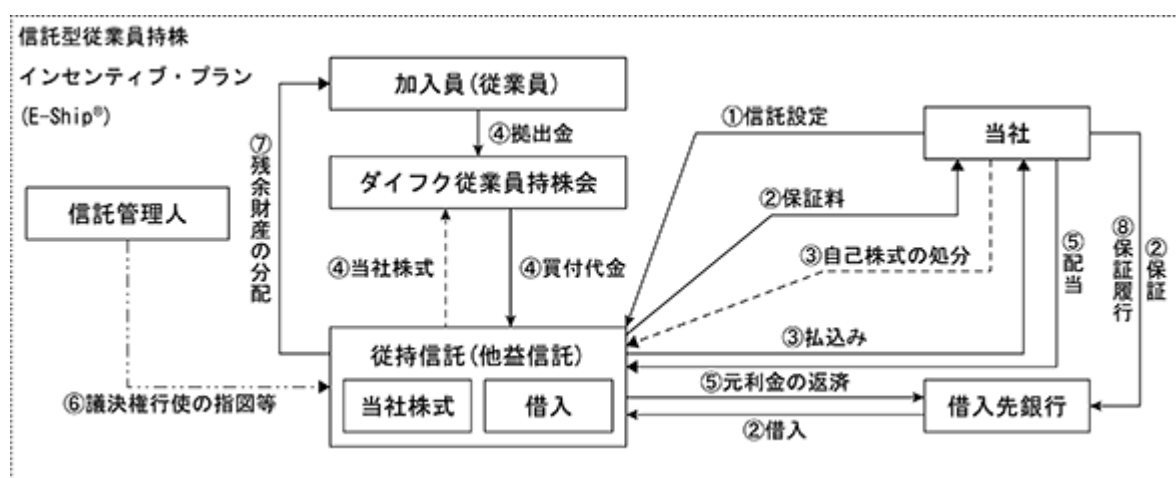 信託型従業員持株
インセンティブ・プラン
(E-Ship®)
加入員(従業員)
④拠出金
ダイフク従業員持株会
信託管理人
⑦残余財産の分配
④当社株式
④買付代金
①信託設定
当社
②保証料
③自己株式の処分
⑤配当
⑧保証履行
②保証
③払込み
従持信託(他益信託)
当社株式
借入
⑥議決権行使の指図等
⑤元利金の返済
②借入
借入先銀行